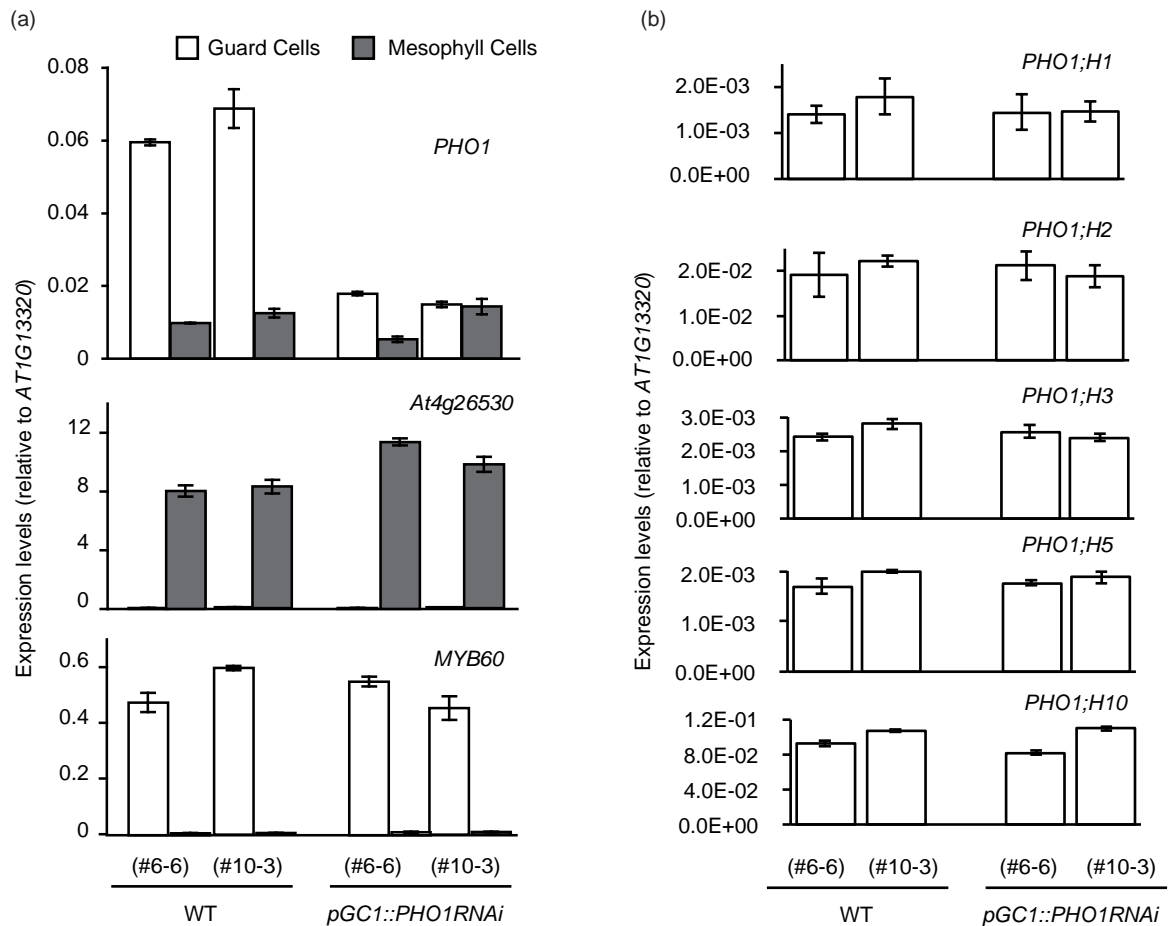 (a)
Guard Cells
Mesophyll Cells
Expression levels (relative to AT1G13320)
PHO1
0.08
0.06
0.04
0.02
0
At4g26530
12
8
4
0
MYB60
0.6
0.4
0.2
0
(#6-6) (#10-3) (#6-6) (#10-3)
WT pGC1::PHO1RNAi
(b)
Expression levels (relative to AT1G13320)
PHO1;H1
2.0E-03
1.0E-03
0.0E+00
PHO1;H2
2.0E-02
1.0E-02
0.0E+00
PHO1;H3
3.0E-03
2.0E-03
1.0E-03
0.0E+00
PHO1;H5
2.0E-03
1.0E-03
0.0E+00
PHO1;H10
1.2E-01
8.0E-02
4.0E-02
0.0E+00
(#6-6) (#10-3) (#6-6) (#10-3)
WT pGC1::PHO1RNAi